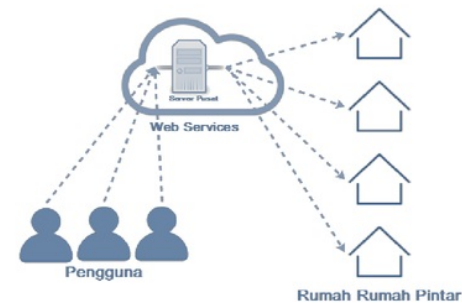 Server Pusat
Web Services
Pengguna
Rumah Rumah Pintar